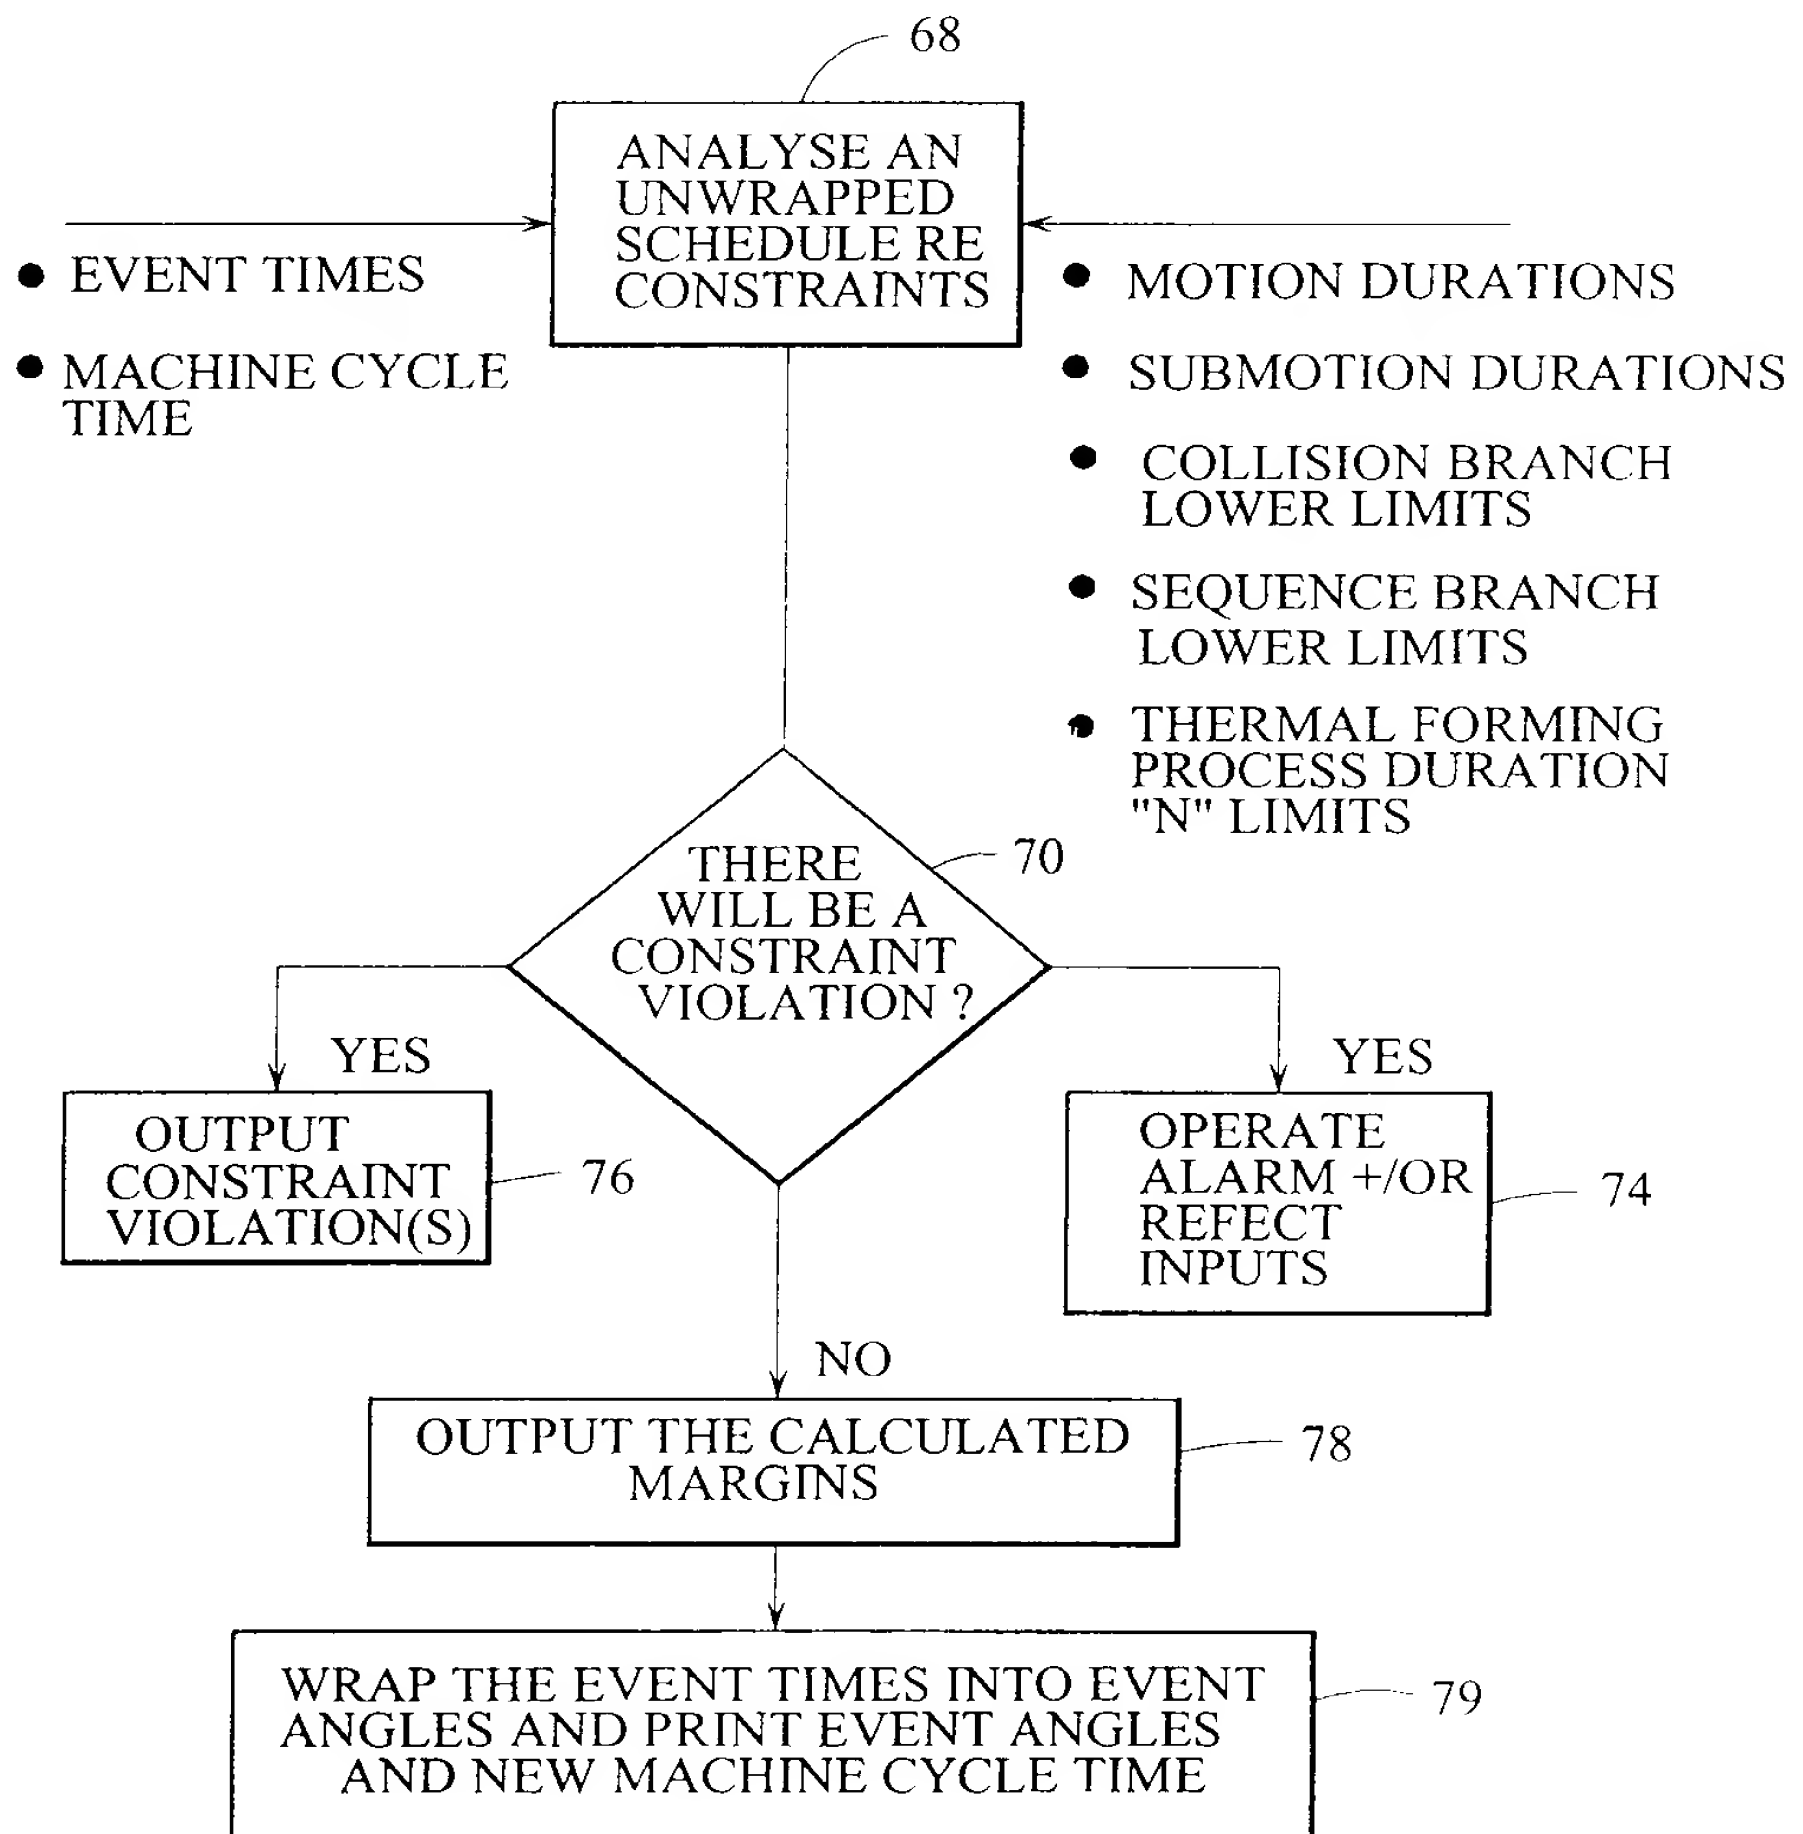 68
ANALYSE AN
UNWRAPPED
SCHEDULE RE
CONSTRAINTS
● EVENT TIMES
● MACHINE CYCLE
TIME
● MOTION DURATIONS
● SUBMOTION DURATIONS
● COLLISION BRANCH
LOWER LIMITS
● SEQUENCE BRANCH
LOWER LIMITS
● THERMAL FORMING
PROCESS DURATION
"N" LIMITS
70
THERE
WILL BE A
CONSTRAINT
VIOLATION ?
YES
OUTPUT
CONSTRAINT
VIOLATION(S)
76
YES
OPERATE
ALARM +/OR
REFECT
INPUTS
74
NO
OUTPUT THE CALCULATED
MARGINS
78
WRAP THE EVENT TIMES INTO EVENT
ANGLES AND PRINT EVENT ANGLES
AND NEW MACHINE CYCLE TIME
79